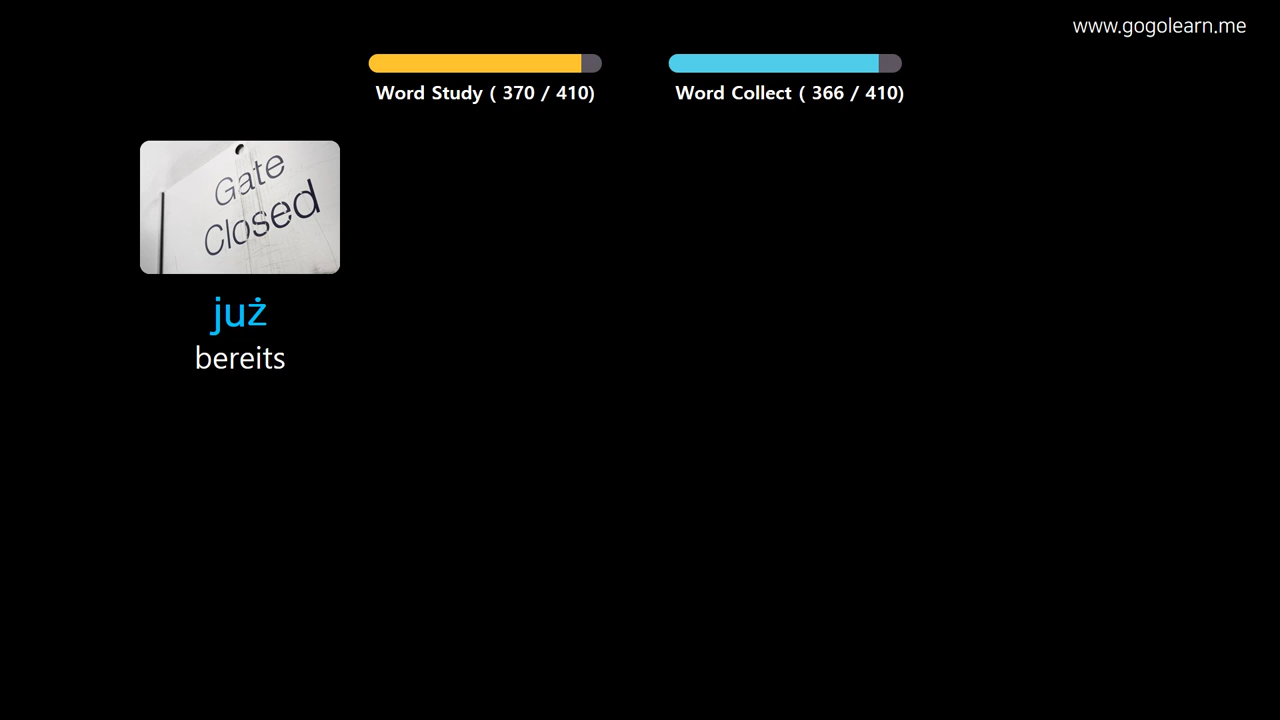 www.gogolearn.me
Word Study ( 370 / 410)
Word Collect ( 366 / 410)
Gate
Closed
już
bereits